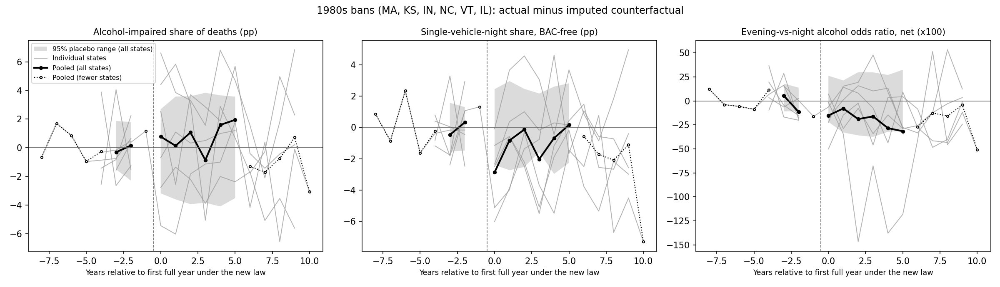 1980s bans (MA, KS, IN, NC, VT, IL): actual minus imputed counterfactual
Alcohol-impaired share of deaths (pp)
95% placebo range (all states)
Individual states
Pooled (all states)
Pooled (fewer states)
6
4
2
0
−2
−4
−6
−7.5 −5.0 −2.5 0.0 2.5 5.0 7.5 10.0
Years relative to first full year under the new law
Single-vehicle-night share, BAC-free (pp)
4
2
0
−2
−4
−6
−7.5 −5.0 −2.5 0.0 2.5 5.0 7.5 10.0
Years relative to first full year under the new law
Evening-vs-night alcohol odds ratio, net (x100)
50
25
0
−25
−50
−75
−100
−125
−150
−7.5 −5.0 −2.5 0.0 2.5 5.0 7.5 10.0
Years relative to first full year under the new law